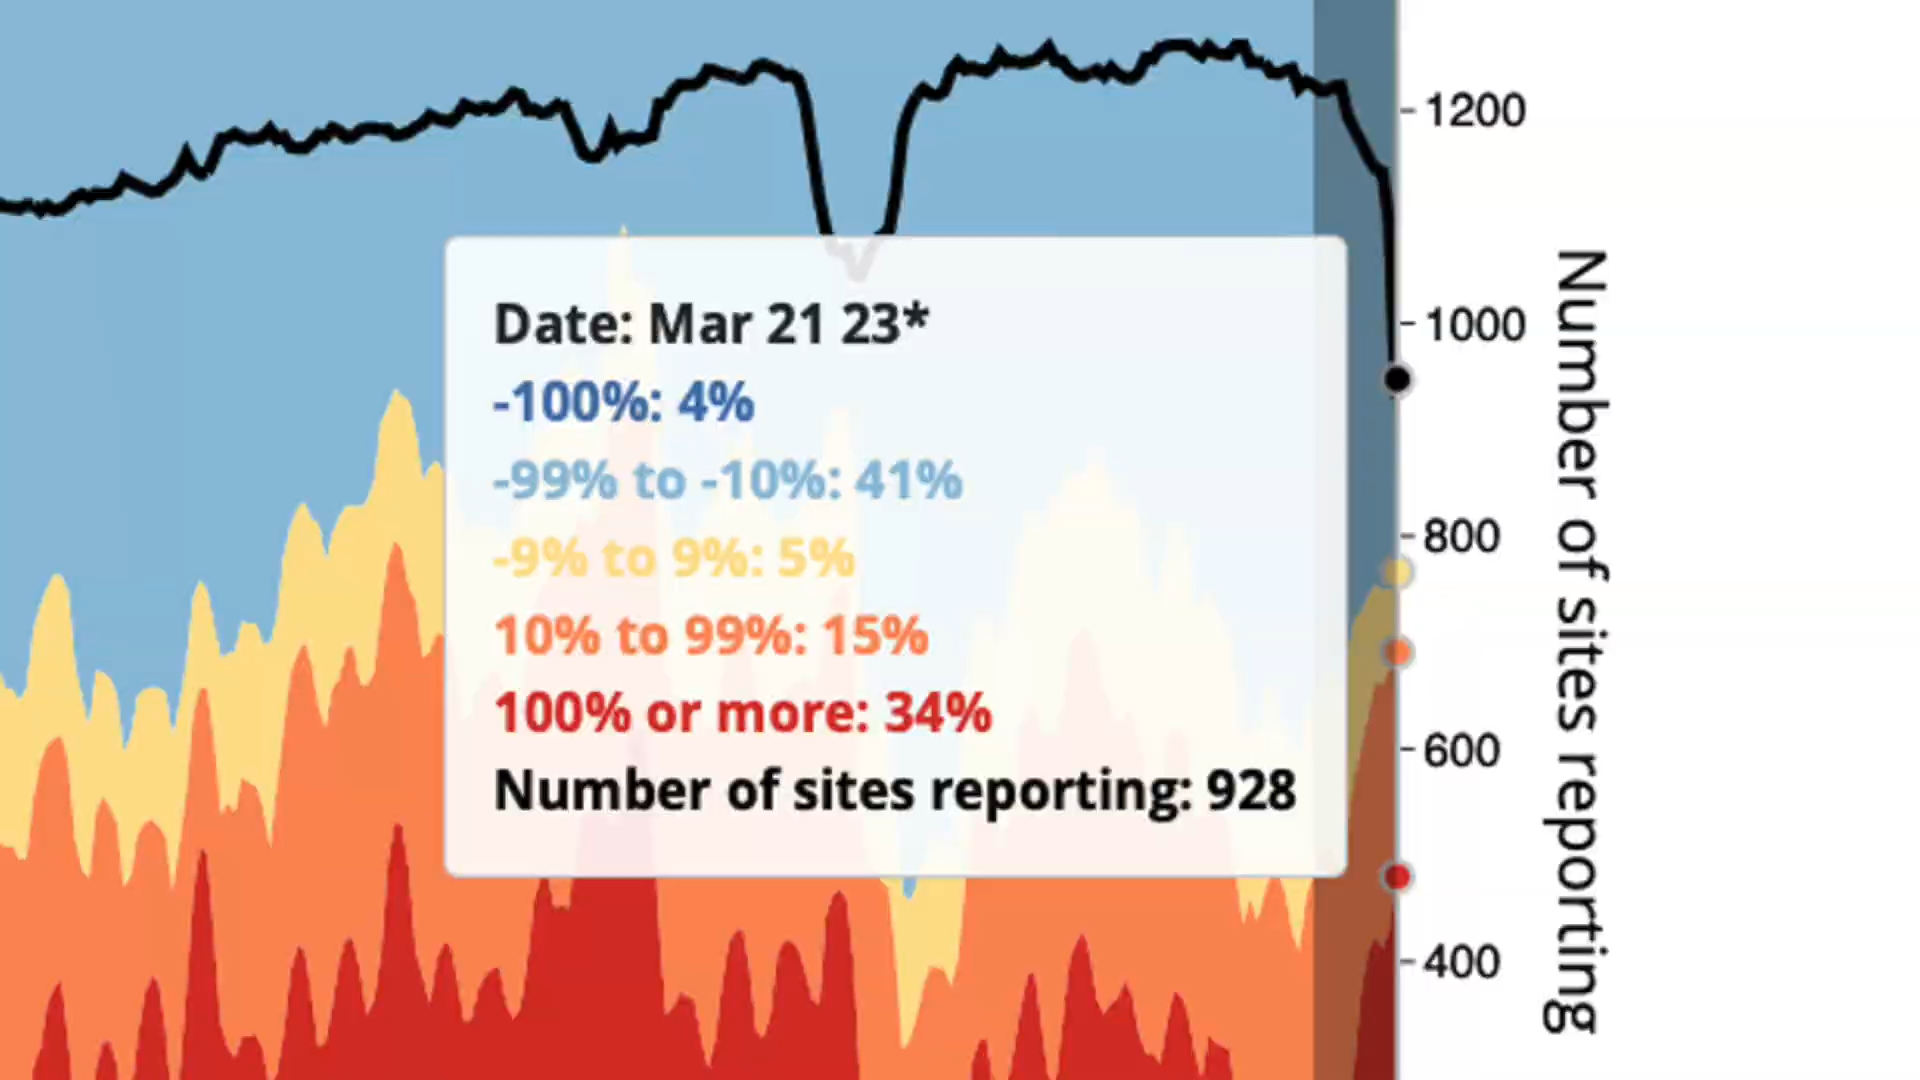 Date: Mar 21 23*
-100%: 4%
-99% to -10%: 41%
-9% to 9%: 5%
10% to 99%: 15%
100% or more: 34%
Number of sites reporting: 928
1200
1000
800
600
400
Number of sites reporting